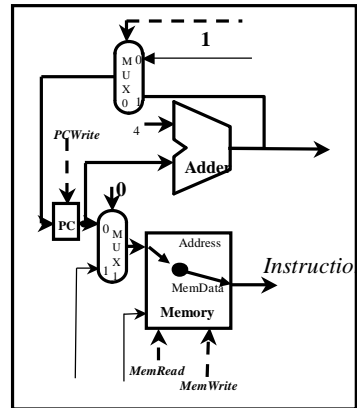 1
M 0
U
X
0 1
PCWrite
4
Adder
0
PC
0 M
U
X
1 1
Address
Instructio
MemData
Memory
MemRead
MemWrite